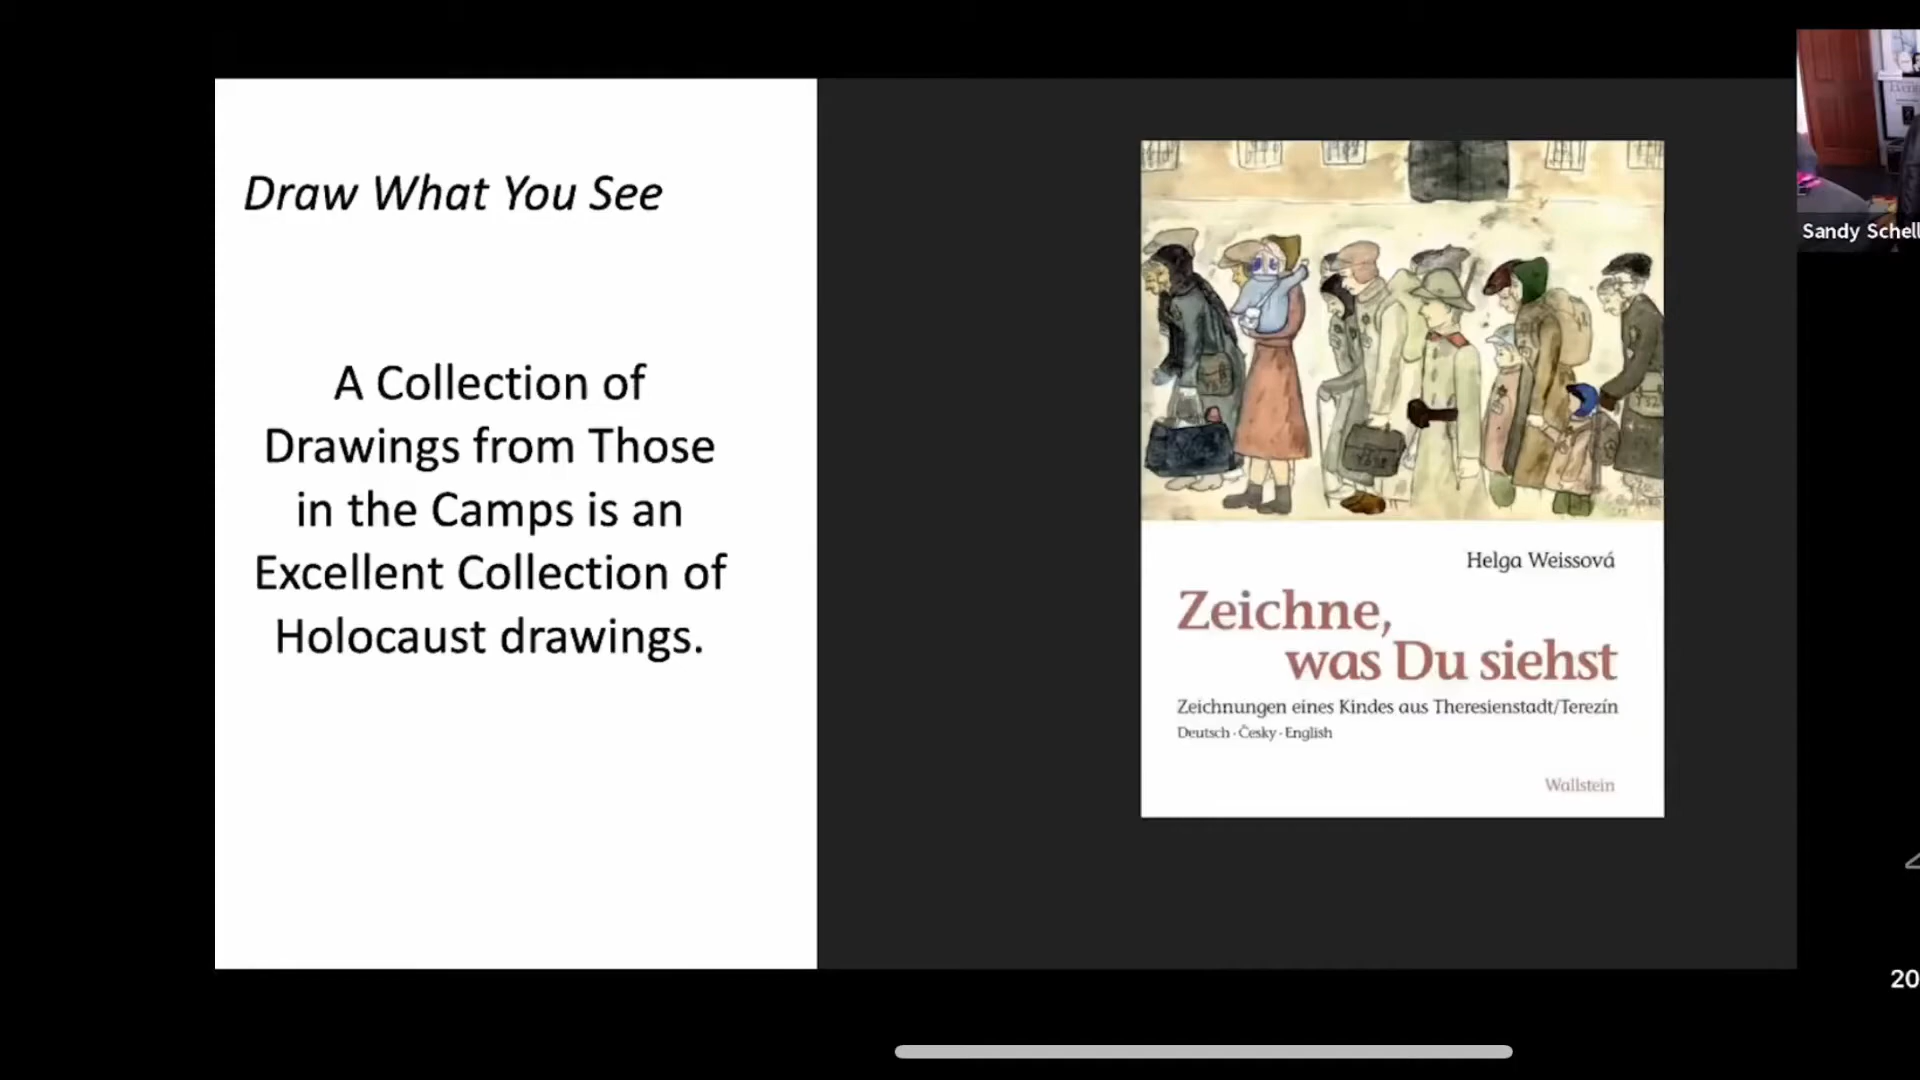 Draw What You See
A Collection of
Drawings from Those
in the Camps is an
Excellent Collection of
Holocaust drawings.
Helga Weissová
Zeichne,
was Du siehst
Zeichnungen eines Kindes aus Theresienstadt/Terezín
Deutsch · Česky · English
Wallstein
Sandy Schell
20